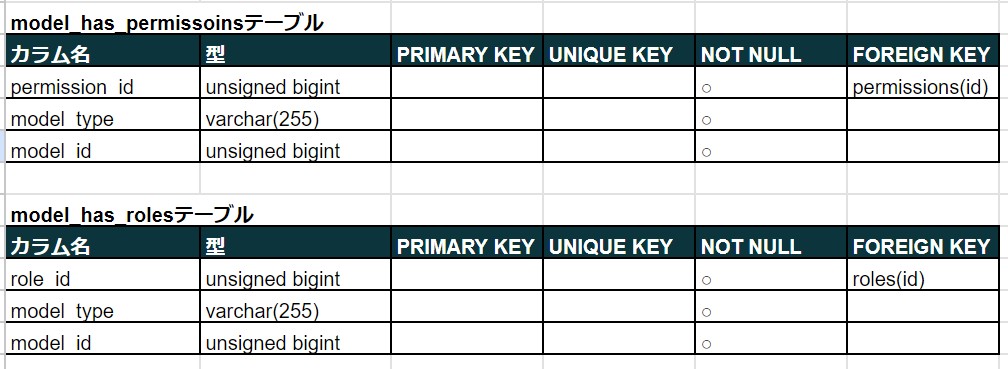 model_has_permissoinsテーブル
カラム名 型 PRIMARY KEY UNIQUE KEY NOT NULL FOREIGN KEY
permission_id unsigned bigint ○ permissions(id)
model_type varchar(255) ○
model_id unsigned bigint ○
model_has_rolesテーブル
カラム名 型 PRIMARY KEY UNIQUE KEY NOT NULL FOREIGN KEY
role_id unsigned bigint ○ roles(id)
model_type varchar(255) ○
model_id unsigned bigint ○